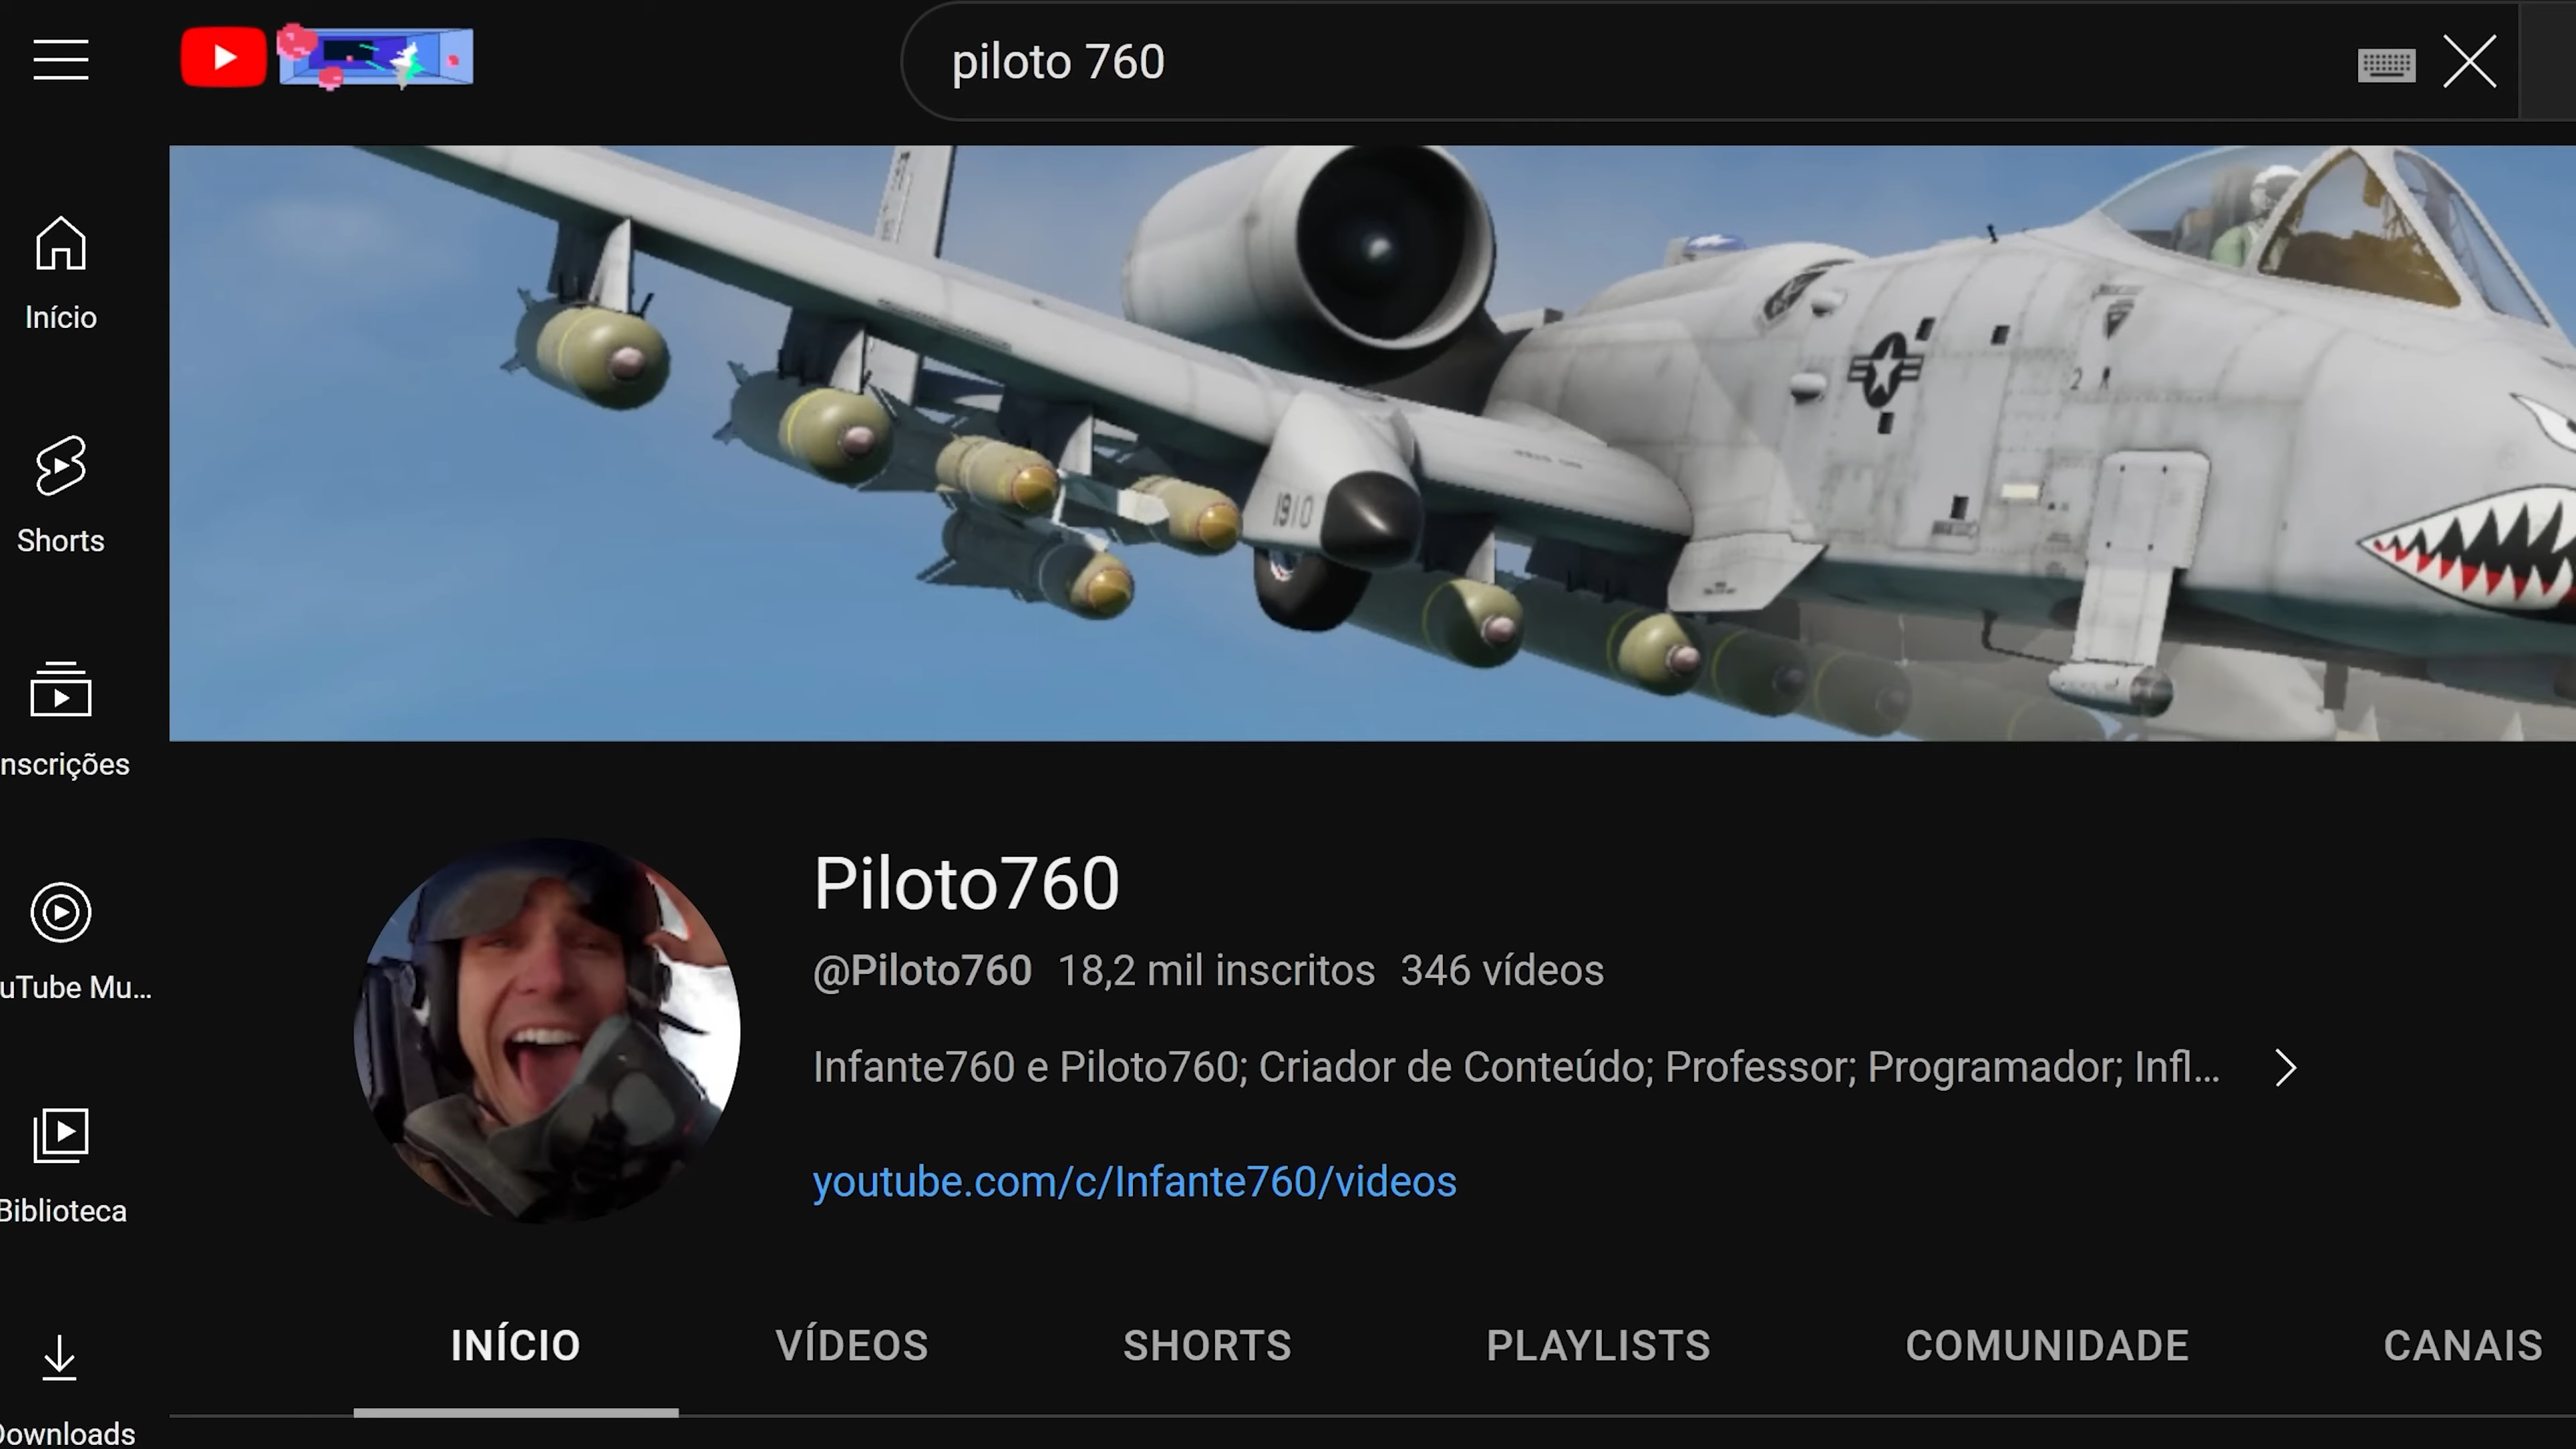 piloto 760
Início
Shorts
nscrições
uTube Mu...
Biblioteca
Downloads
1910
2
Piloto760
@Piloto760 18,2 mil inscritos 346 vídeos
Infante760 e Piloto760; Criador de Conteúdo; Professor; Programador; Infl...
youtube.com/c/Infante760/videos
INÍCIO VÍDEOS SHORTS PLAYLISTS COMUNIDADE CANAIS